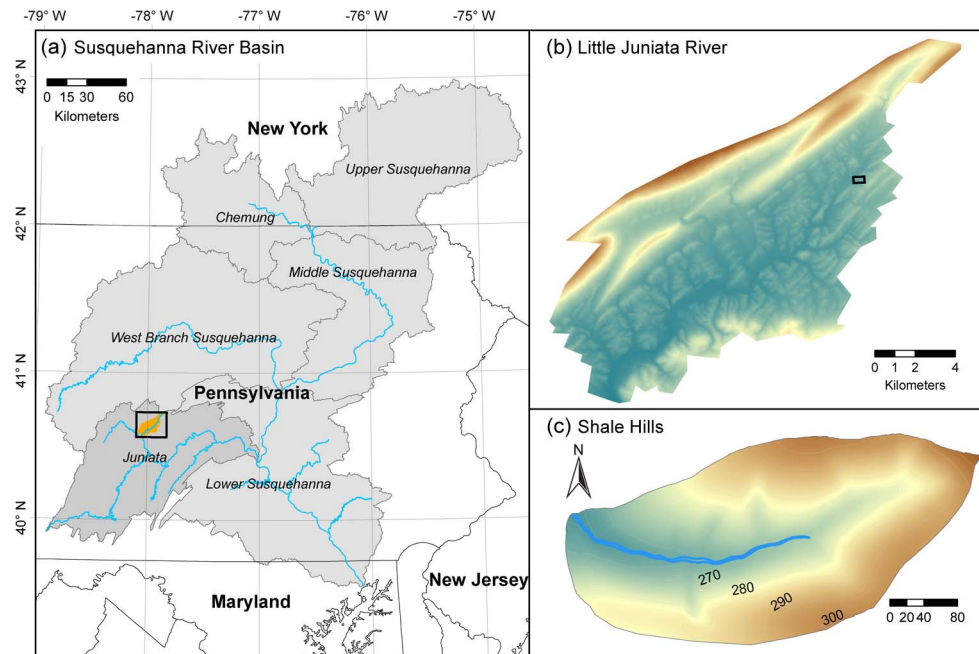 -79° W -78° W -77° W -76° W -75° W
(a) Susquehanna River Basin
0 15 30 60
Kilometers
43° N
42° N
41° N
40° N
New York
Upper Susquehanna
Chemung
Middle Susquehanna
West Branch Susquehanna
Pennsylvania
Juniata
Lower Susquehanna
New Jersey
Maryland
(b) Little Juniata River
0 1 2 4
Kilometers
(c) Shale Hills
N
270
280
290
300
0 20 40 80